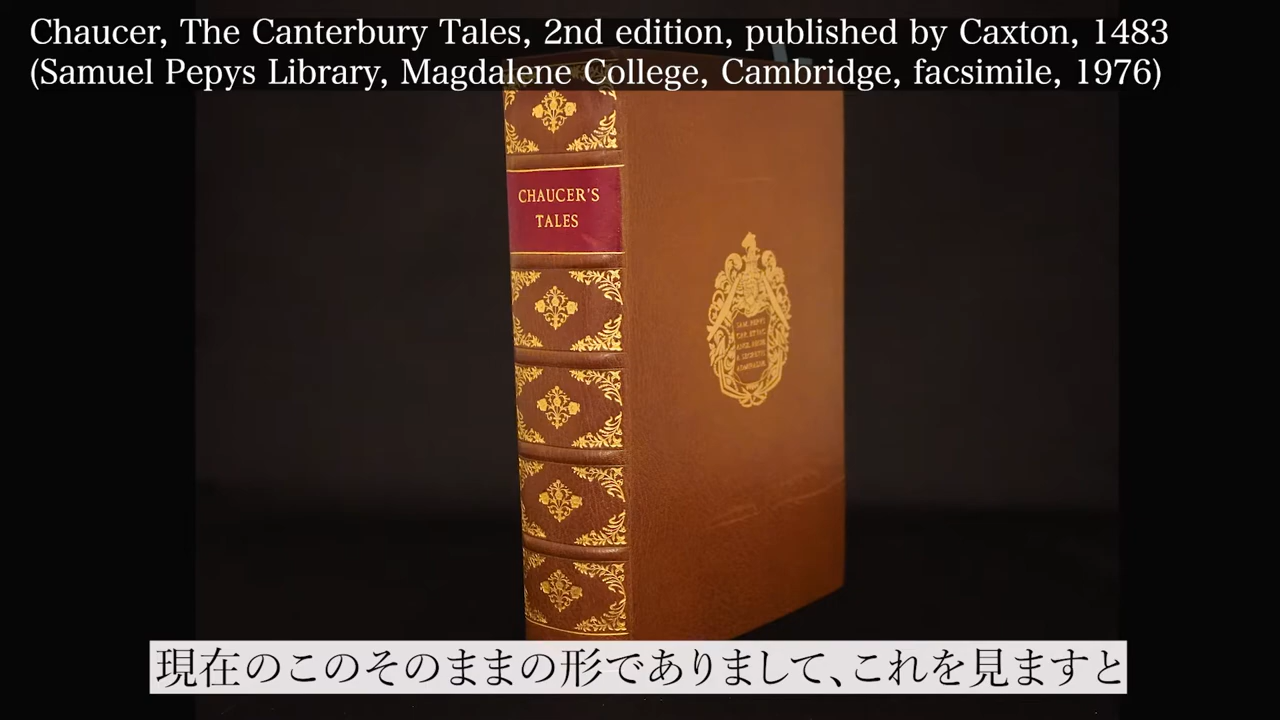 Chaucer, The Canterbury Tales, 2nd edition, published by Caxton, 1483
(Samuel Pepys Library, Magdalene College, Cambridge, facsimile, 1976)
CHAUCER'S
TALES
現在のこのそのままの形でありまして、これを見ますと